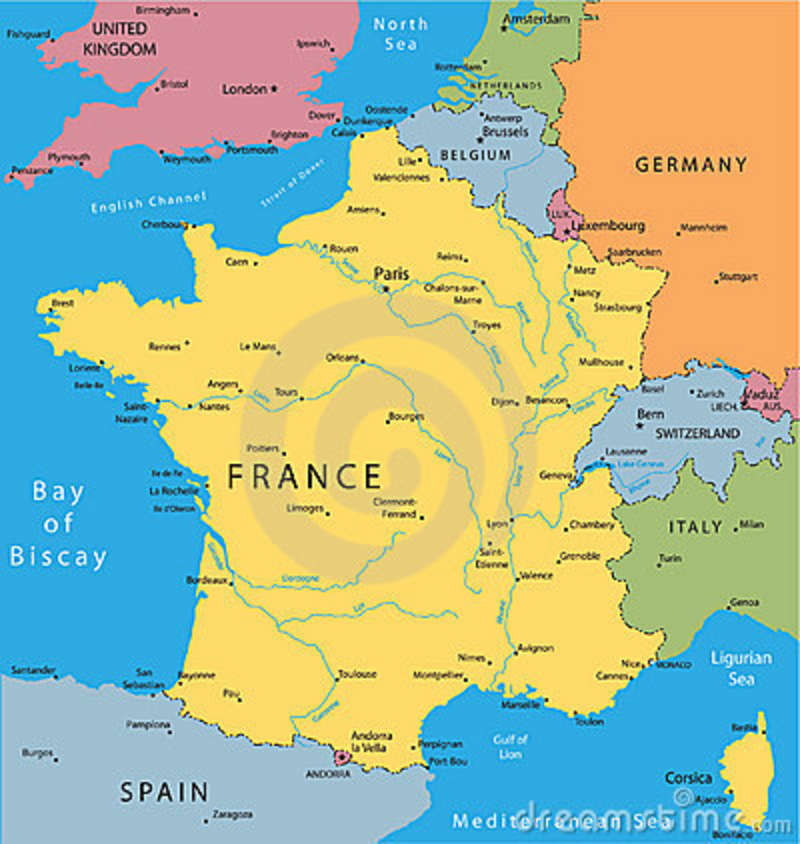 Birmingham
Fishguard
UNITED
KINGDOM
Ipswich
Bristol
London
Dover
Brighton
Portsmouth
Weymouth
Plymouth
Penzance
North
Sea
Amsterdam
Rotterdam
NETHERLANDS
Oostende
Dunkerque
Calais
Antwerp
Brussels
BELGIUM
GERMANY
English Channel
Strait of Dover
Lille
Valenciennes
LUX.
Luxembourg
Mannheim
Saarbrucken
Stuttgart
Cherbourg
Amiens
Rouen
Caen
Seine
Reims
Paris
Chalons-sur-
Marne
Metz
Nancy
Strasbourg
Brest
Troyes
Rennes
Le Mans
Orleans
Mullhouse
Loriene
Belle-ile
Angers
Tours
Saint-
Nazaire
Nantes
Dijon
Besancon
Basel
Zurich
Vaduz
LIECH.
AUS.
Bern
SWITZERLAND
Bourges
Poitiers
Lausanne
Lake Geneva
Geneva
FRANCE
Ile de Re
La Rochelle
Ile d'Oleron
Limoges
Clermont-
Ferrand
Bay
of
Biscay
Lyon
Chambery
ITALY
Milan
Saint-
Etienne
Grenoble
Turin
Bordeaux
Dordogne
Valence
Lot
Genoa
Avignon
Nimes
Nice
MONACO
Cannes
Ligurian
Sea
Santander
San
Sebastian
Bayonne
Pau
Toulouse
Montpellier
Marseille
Toulon
Garonne
Pamplona
Andorra
la Vella
Perpignan
Port Bou
Gulf of
Lion
Bastia
Burgos
ANDORRA
Corsica
Ajaccio
SPAIN
Zaragoza
Mediterranean Sea
Bonifacio
dreamstime.com